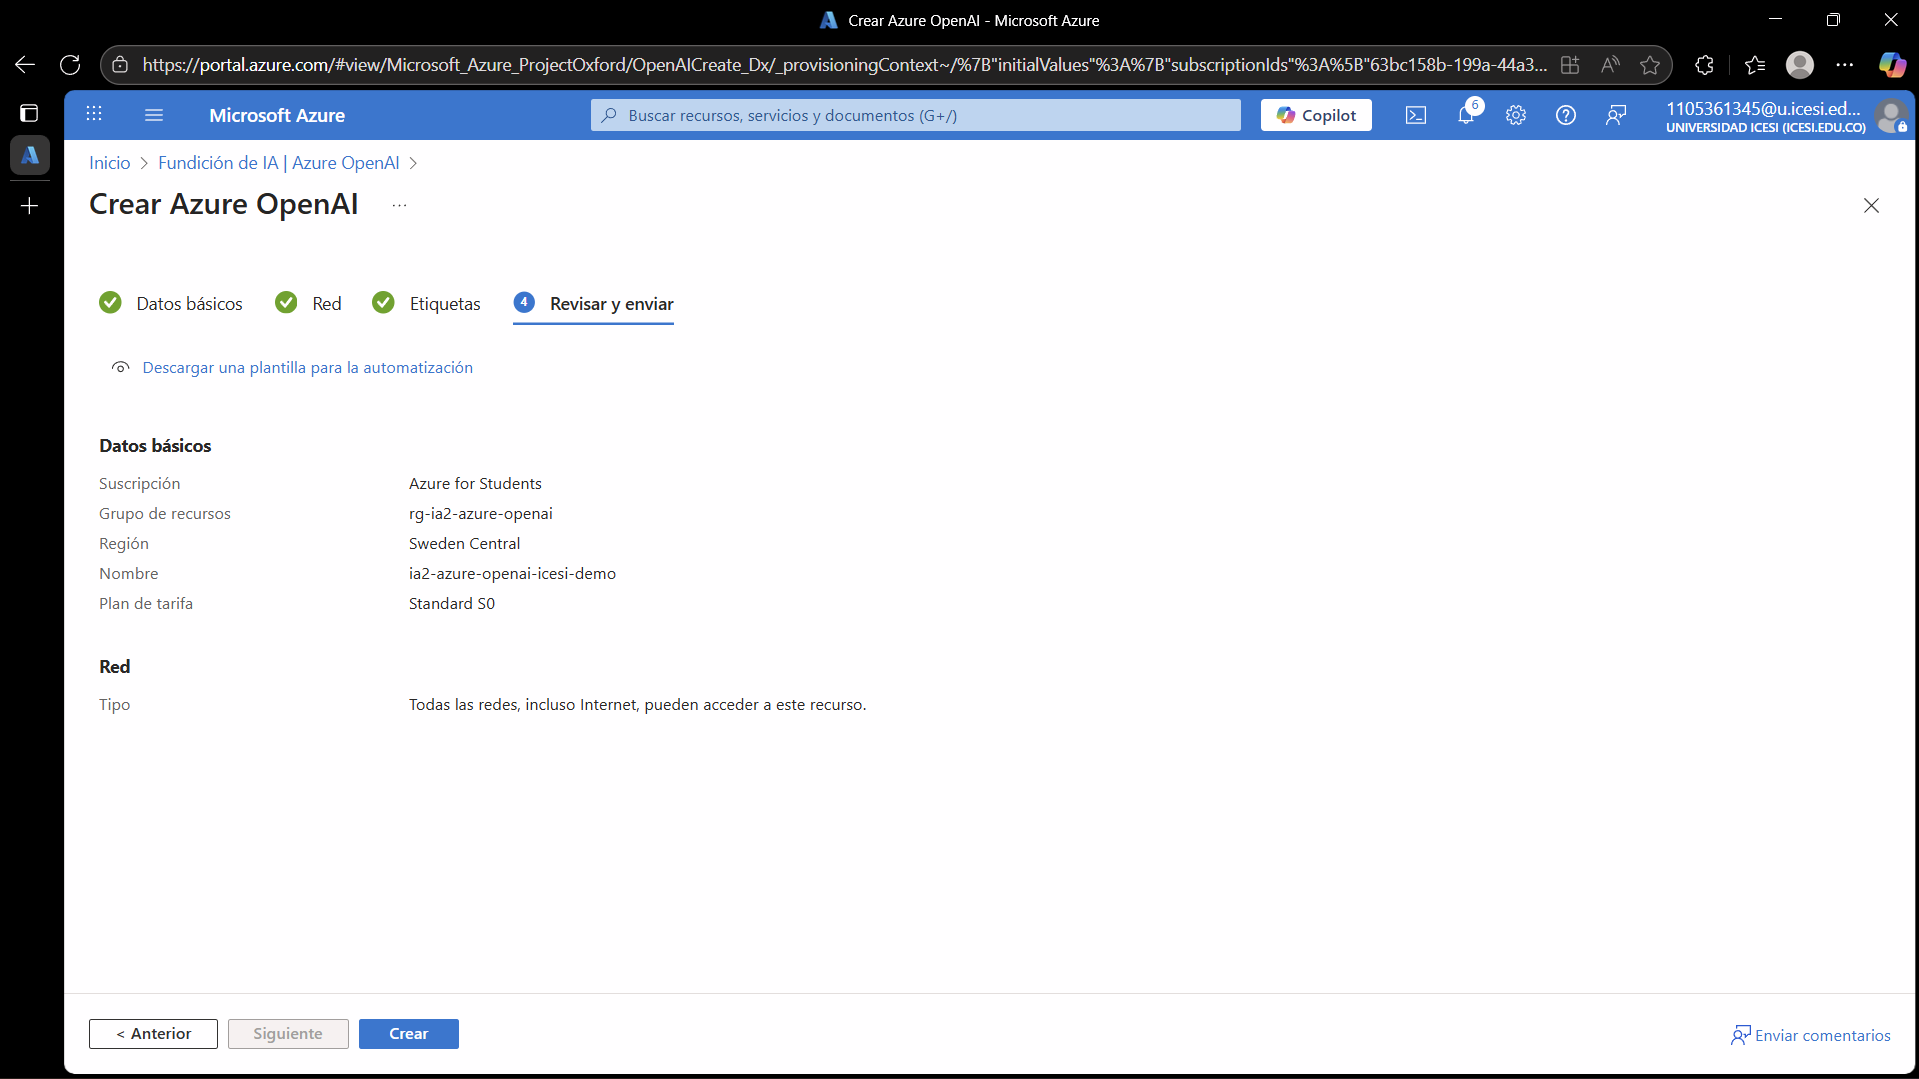 Crear Azure OpenAI - Microsoft Azure
https://portal.azure.com/#view/Microsoft_Azure_ProjectOxford/OpenAICreate_Dx/_provisioningContext~/%7B"initialValues"%3A%7B"subscriptionIds"%3A%5B"63bc158b-199a-44a3...
Microsoft Azure
Buscar recursos, servicios y documentos (G+/)
Copilot
6
1105361345@u.icesi.ed...
UNIVERSIDAD ICESI (ICESI.EDU.CO)
Inicio > Fundición de IA | Azure OpenAI >
Crear Azure OpenAI ...
Datos básicos
Red
Etiquetas
4 Revisar y enviar
Descargar una plantilla para la automatización
Datos básicos
Suscripción Azure for Students
Grupo de recursos rg-ia2-azure-openai
Región Sweden Central
Nombre ia2-azure-openai-icesi-demo
Plan de tarifa Standard S0
Red
Tipo Todas las redes, incluso Internet, pueden acceder a este recurso.
< Anterior
Siguiente
Crear
Enviar comentarios